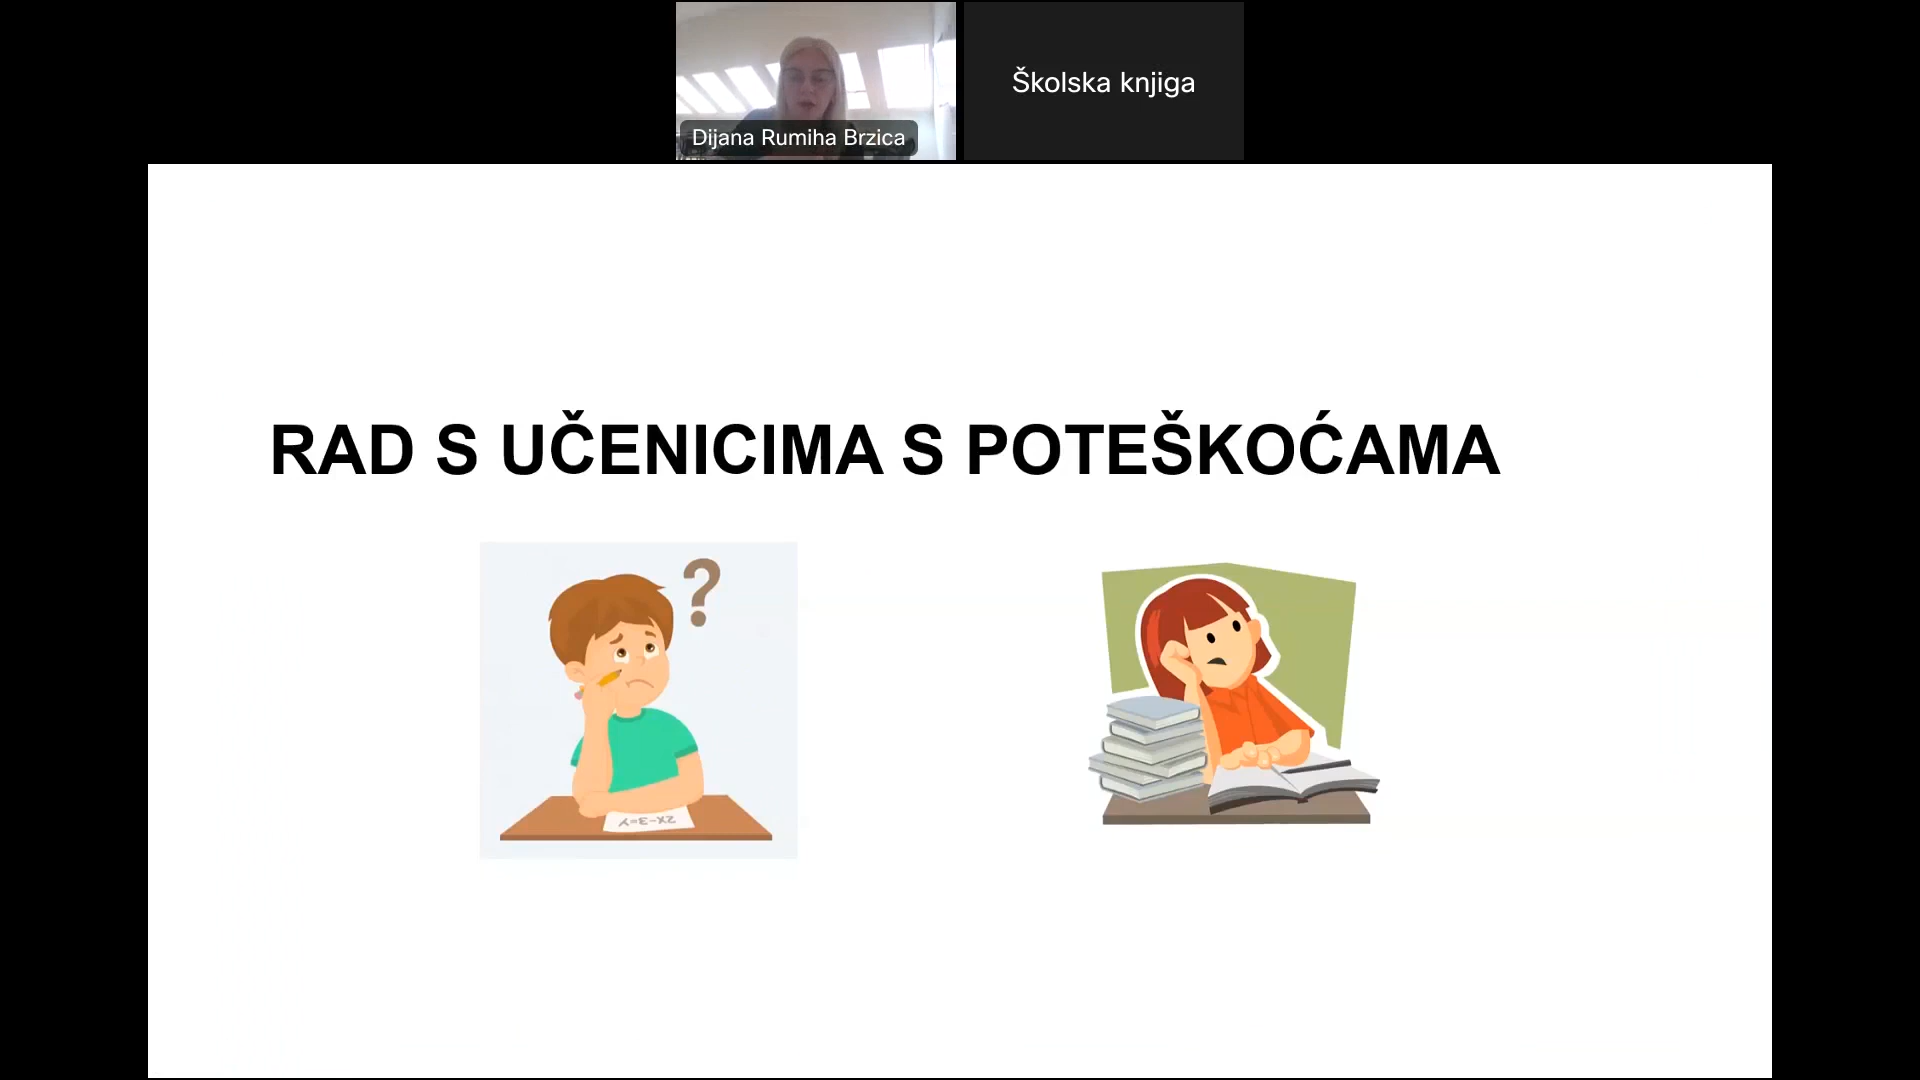 Dijana Rumiha Brzica
Školska knjiga
RAD S UČENICIMA S POTEŠKOĆAMA
?
2X-3=Y